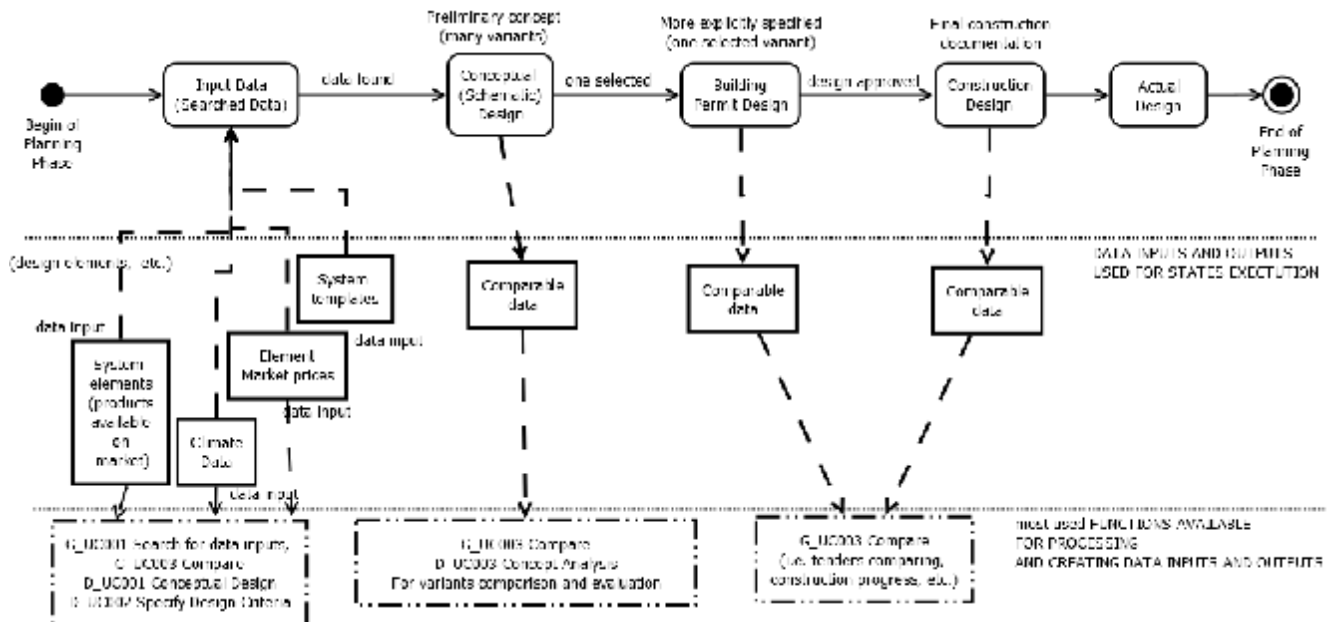 Preliminary concept
(many variants)
More explicitly specified
(one selected variant)
Final construction
documentation
Input Data
(Searched Data)
data found
Conceptual
(Schematic)
Design
one selected
Building
Permit Design
design approved
Construction
Design
Actual
Design
Begin of
Planning
Phase
End of
Planning
Phase
(design elements, etc.)
DATA INPUTS AND OUTPUTS
USED FOR STATES EXECTUTION
System
templates
Comparable
data
Comparable
data
Comparable
data
data input
data input
System
elements
(products
available
on
market)
Element
Market prices
data input
Climate
Data
data input
G_UC001 Search for data inputs,
G_UC003 Compare
D_UC001 Conceptual Design
D_UC002 Specify Design Criteria
G_UC003 Compare
D_UC003 Concept Analysis
For variants comparison and evaluation
G_UC003 Compare
(i.e. tenders comparing,
construction progress, etc.)
most used FUNCTIONS AVAILABLE
FOR PROCESSING
AND CREATING DATA INPUTS AND OUTPUTS